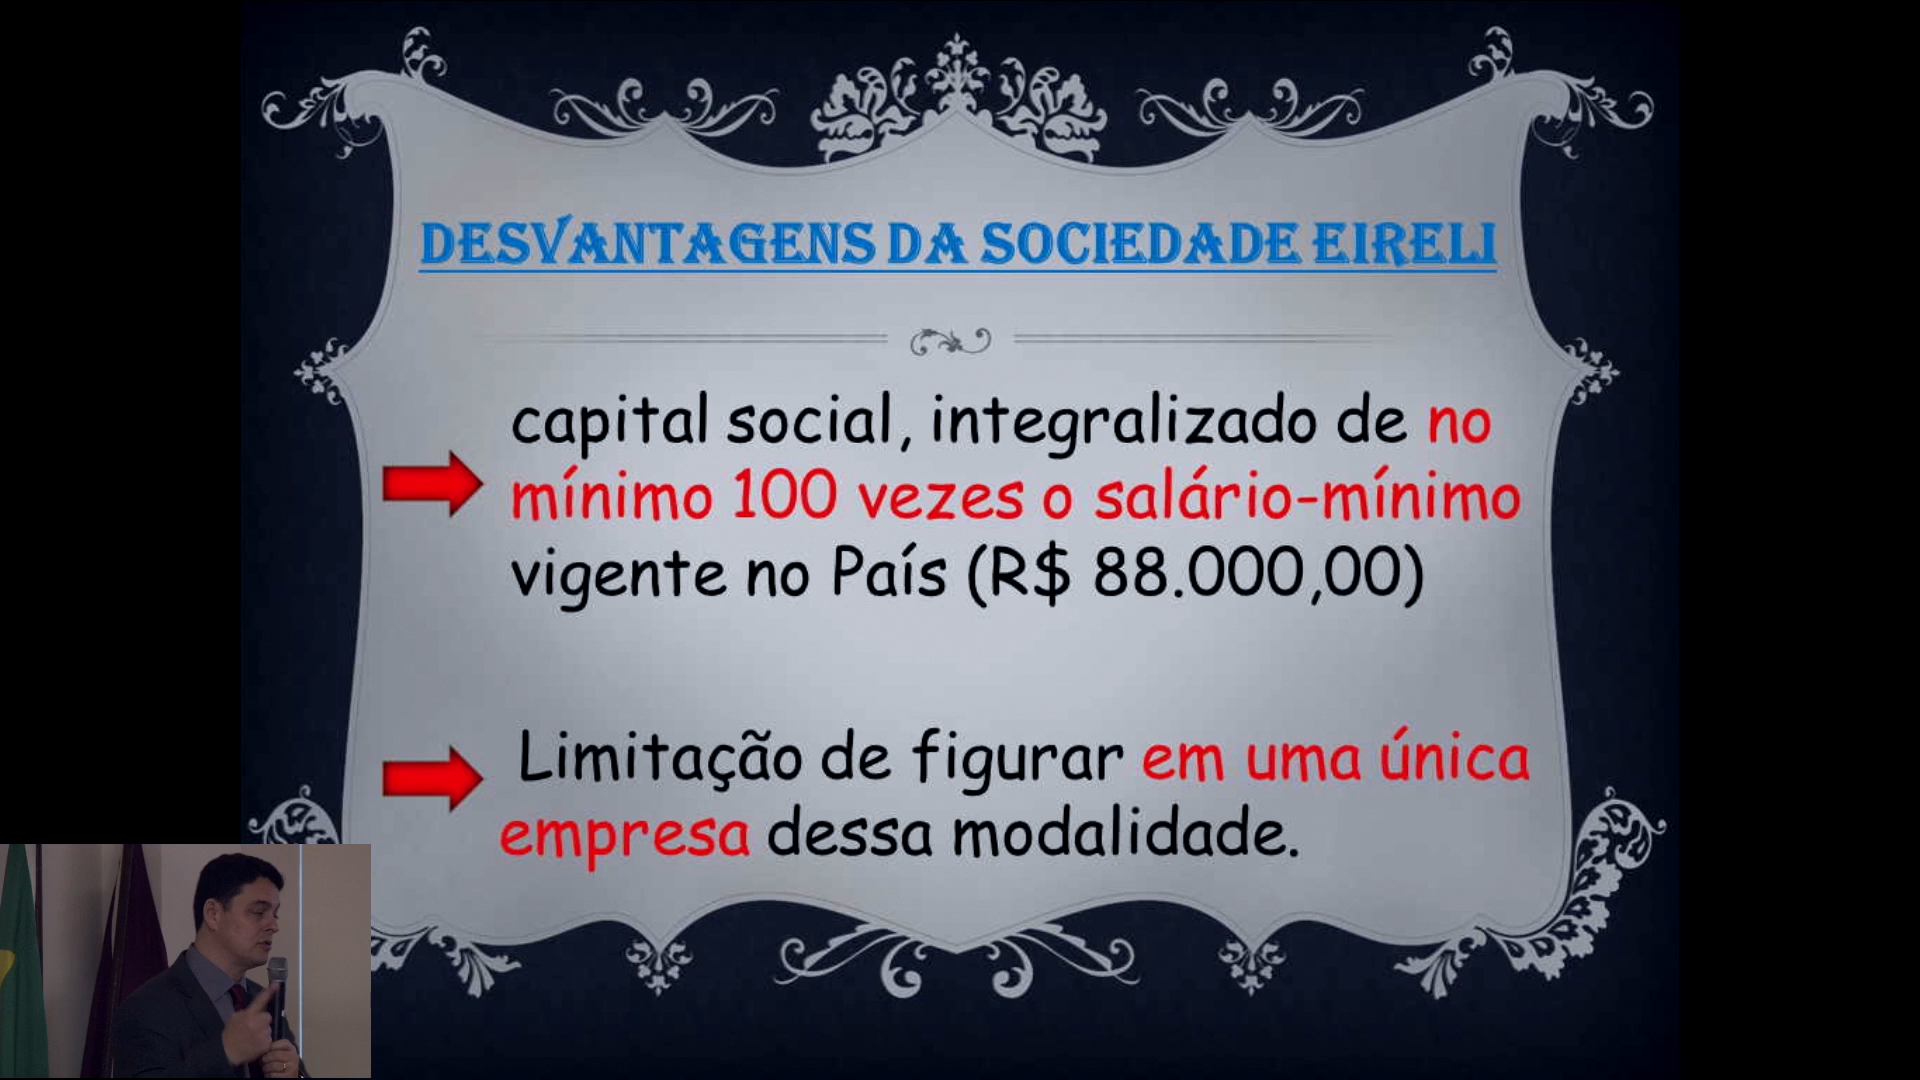 DESVANTAGENS DA SOCIEDADE EIRELI
capital social, integralizado de no
mínimo 100 vezes o salário-mínimo
vigente no País (R$ 88.000,00)
Limitação de figurar em uma única
empresa dessa modalidade.